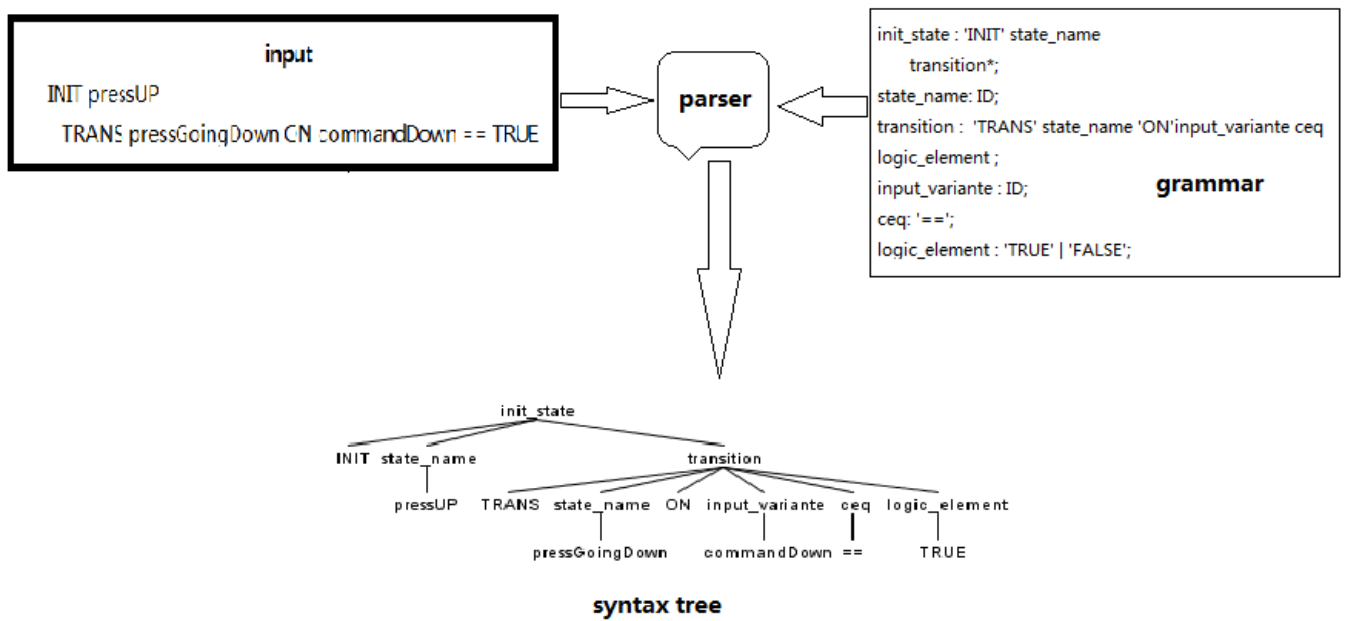 input
INIT pressUP
TRANS pressGoingDown ON commandDown == TRUE
parser
init_state : 'INIT' state_name
transition*;
state_name: ID;
transition : 'TRANS' state_name 'ON'input_variante ceq
logic_element ;
input_variante : ID;
grammar
ceq: '==';
logic_element : 'TRUE' | 'FALSE';
init_state
INIT state_name transition
pressUP TRANS state_name ON input_variante ceq logic_element
pressGoingDown commandDown == TRUE
syntax tree